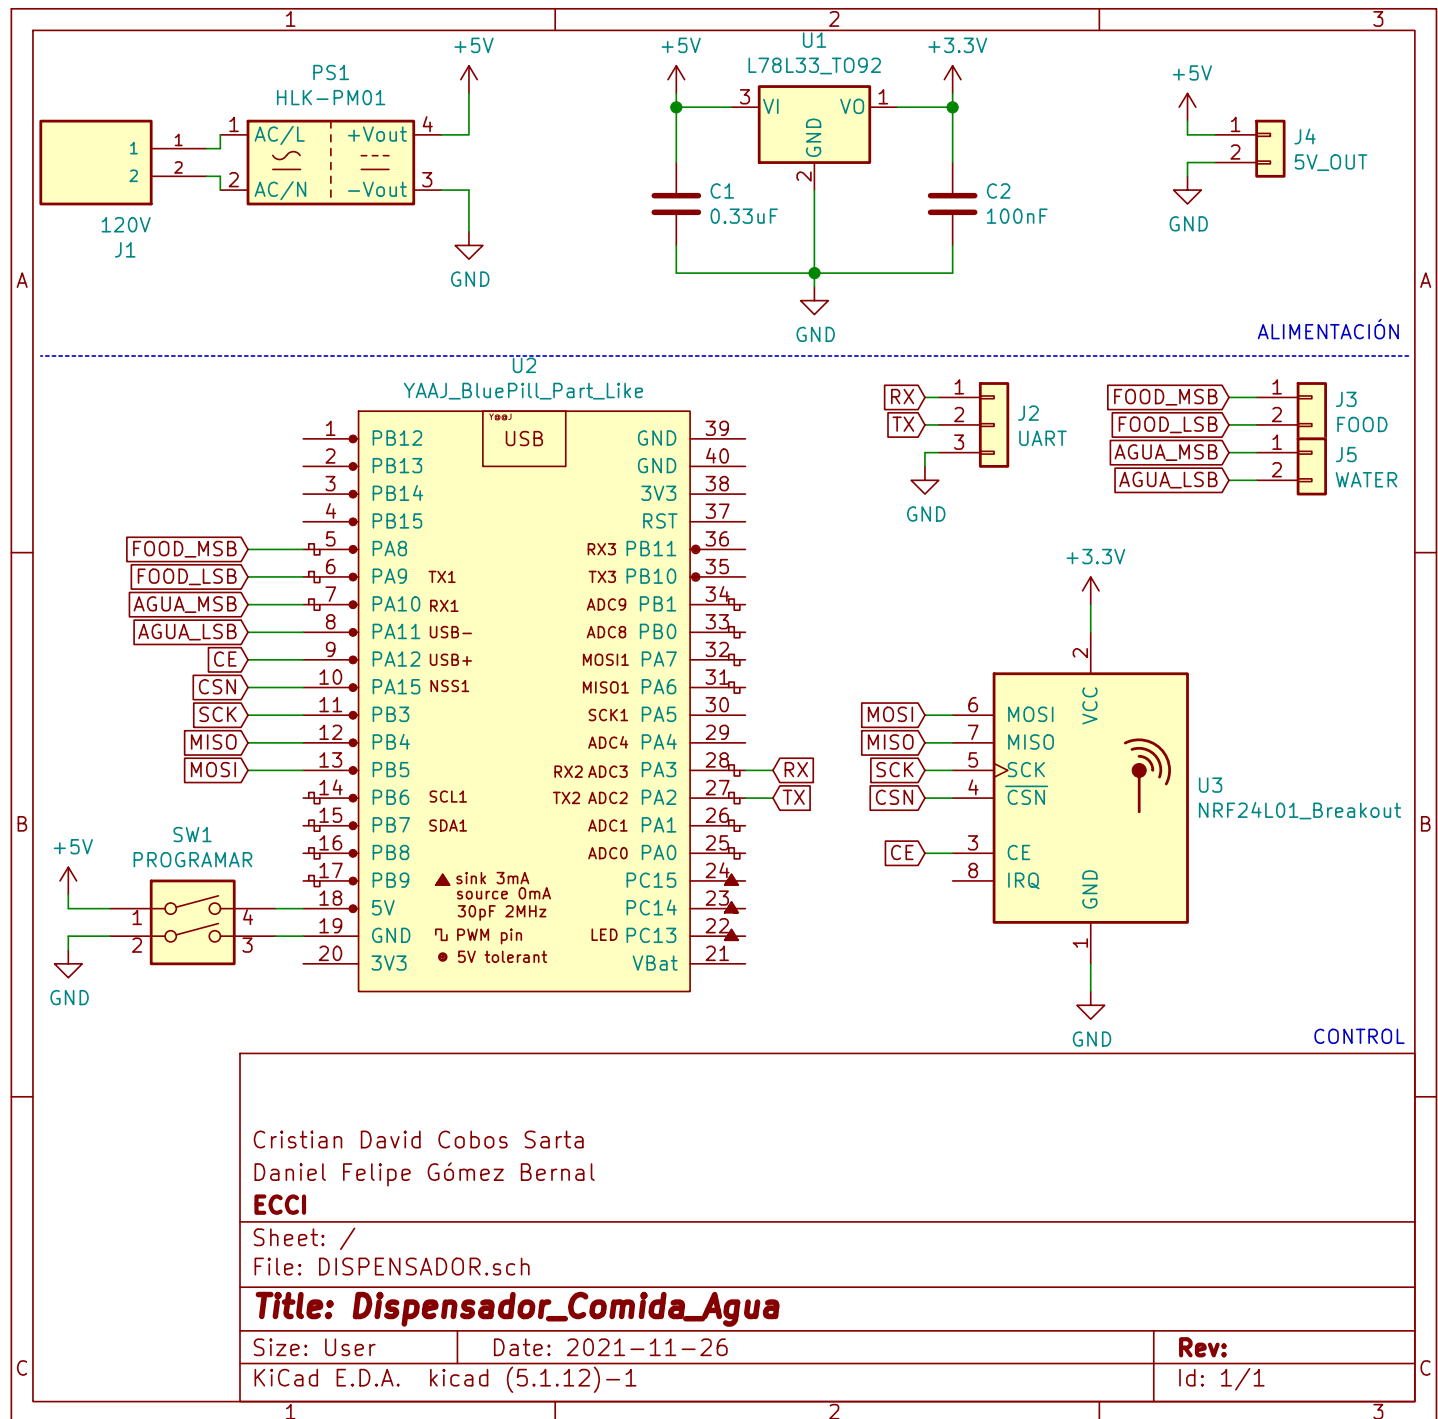 1 2 3
+5V
PS1
HLK-PM01
1 AC/L +Vout 4
2 AC/N -Vout 3
1 1
2 2
120V
J1
GND
+5V
U1
L78L33_TO92
+3.3V
3 VI VO 1
GND
2
C1
0.33uF
C2
100nF
GND
+5V
1
2
J4
5V_OUT
GND
A A
ALIMENTACIÓN
U2
YAAJ_BluePill_Part_Like
Y@@J
USB
1 PB12 GND 39
2 PB13 GND 40
3 PB14 3V3 38
4 PB15 RST 37
FOOD_MSB 5 PA8 RX3 PB11 36
FOOD_LSB 6 PA9 TX1 TX3 PB10 35
AGUA_MSB 7 PA10 RX1 ADC9 PB1 34
AGUA_LSB 8 PA11 USB- ADC8 PB0 33
CE 9 PA12 USB+ MOSI1 PA7 32
CSN 10 PA15 NSS1 MISO1 PA6 31
SCK 11 PB3 SCK1 PA5 30
MISO 12 PB4 ADC4 PA4 29
MOSI 13 PB5 RX2 ADC3 PA3 28 RX
14 PB6 SCL1 TX2 ADC2 PA2 27 TX
15 PB7 SDA1 ADC1 PA1 26
16 PB8 ADC0 PA0 25
17 PB9 sink 3mA PC15 24
source 0mA
18 5V 30pF 2MHz PC14 23
19 GND PWM pin LED PC13 22
20 3V3 5V tolerant VBat 21
+5V
SW1
PROGRAMAR
1 4
2 3
GND
RX 1
TX 2
3
J2
UART
GND
FOOD_MSB 1
FOOD_LSB 2
AGUA_MSB 1
AGUA_LSB 2
J3
FOOD
J5
WATER
+3.3V
2
VCC
MOSI 6 MOSI
MISO 7 MISO
SCK 5 SCK
CSN 4 CSN
CE 3 CE
8 IRQ
GND
1
U3
NRF24L01_Breakout
GND
B B
CONTROL
Cristian David Cobos Sarta
Daniel Felipe Gómez Bernal
ECCI
Sheet: /
File: DISPENSADOR.sch
Title: Dispensador_Comida_Agua
Size: User Date: 2021-11-26 Rev:
KiCad E.D.A. kicad (5.1.12)-1 Id: 1/1
C C
1 2 3